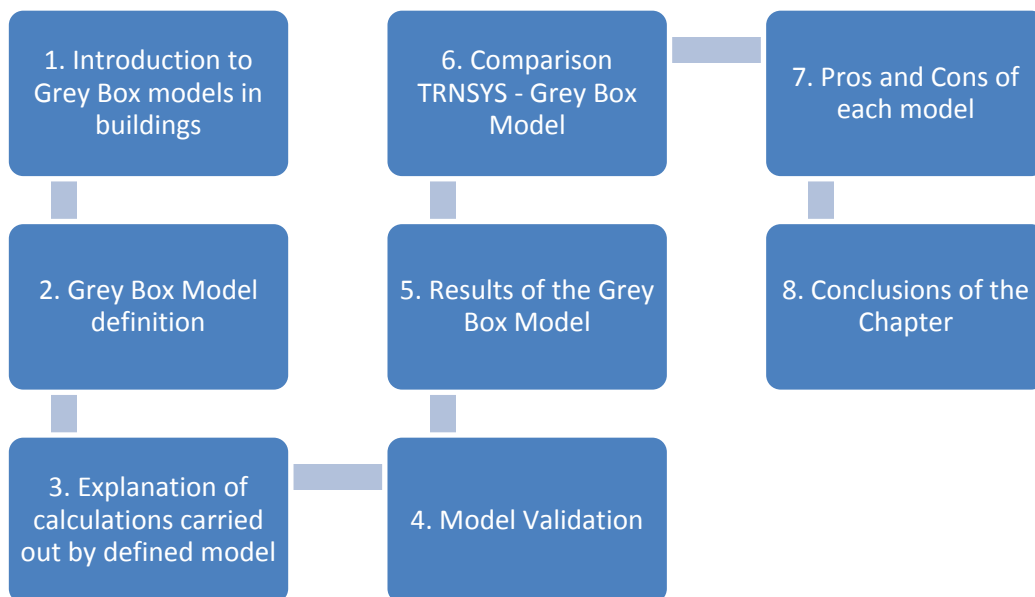 1. Introduction to
Grey Box models in
buildings
2. Grey Box Model
definition
3. Explanation of
calculations carried
out by defined model
4. Model Validation
5. Results of the Grey
Box Model
6. Comparison
TRNSYS - Grey Box
Model
7. Pros and Cons of
each model
8. Conclusions of the
Chapter